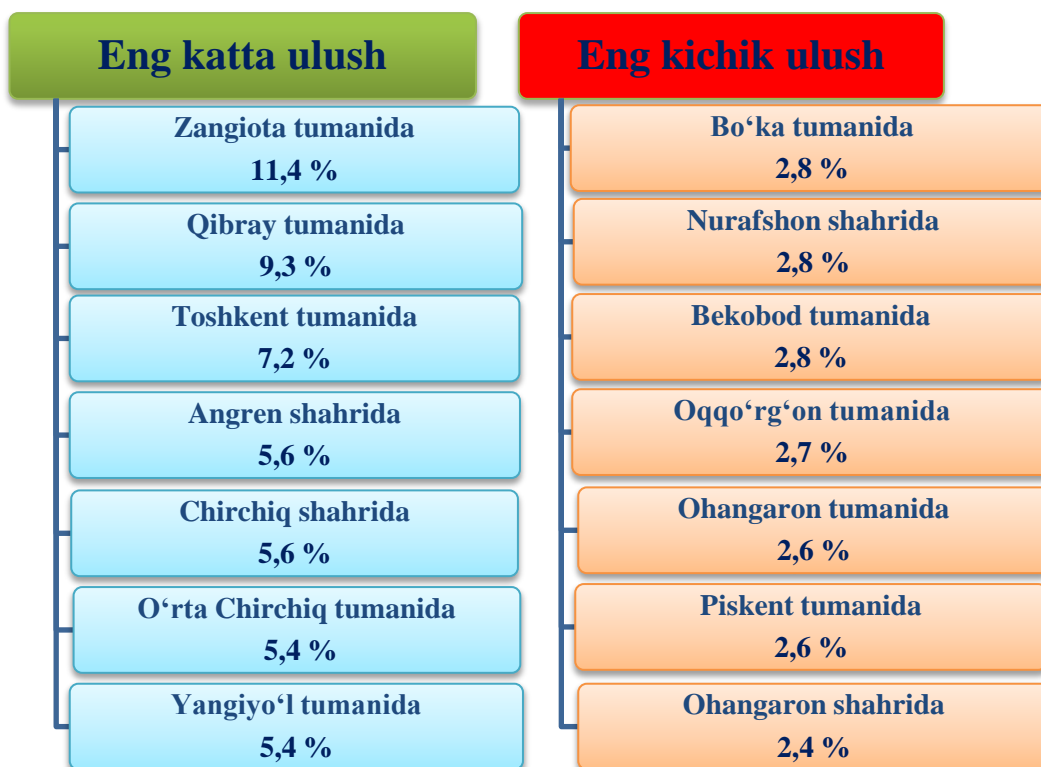 Eng katta ulush
Zangiota tumanida
11,4 %
Qibray tumanida
9,3 %
Toshkent tumanida
7,2 %
Angren shahrida
5,6 %
Chirchiq shahrida
5,6 %
O‘rta Chirchiq tumanida
5,4 %
Yangiyo‘l tumanida
5,4 %
Eng kichik ulush
Bo‘ka tumanida
2,8 %
Nurafshon shahrida
2,8 %
Bekobod tumanida
2,8 %
Oqqo‘rg‘on tumanida
2,7 %
Ohangaron tumanida
2,6 %
Piskent tumanida
2,6 %
Ohangaron shahrida
2,4 %